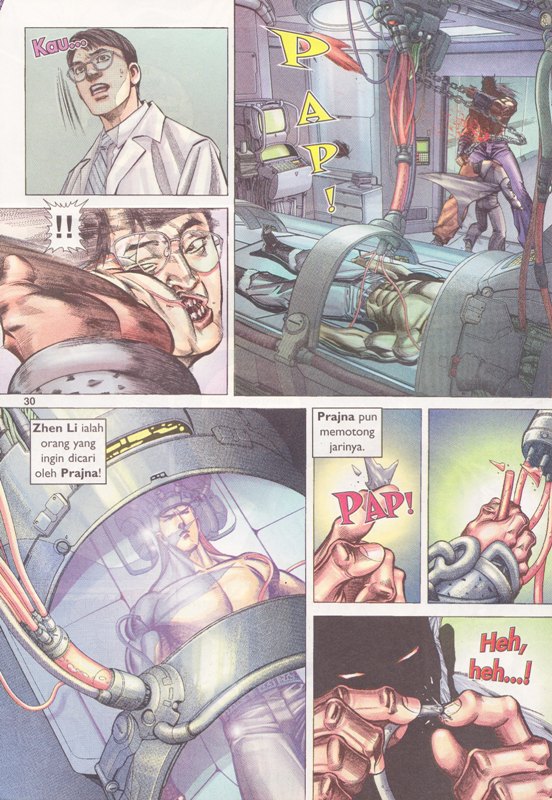 Kau...
PAP!
!!
30
Zhen Li ialah
orang yang
ingin dicari
oleh Prajna!
Prajna pun
memotong
jarinya.
PAP!
Heh,
heh...!